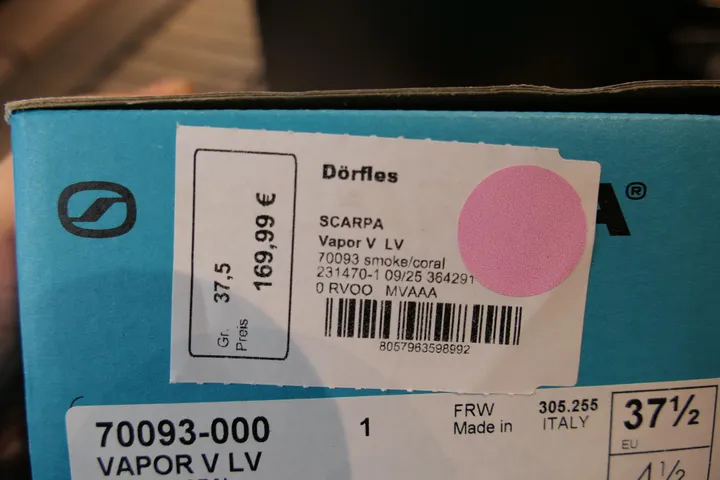 Dörfles
Gr. 37,5
Preis 169,99 €
SCARPA
Vapor V LV
70093 smoke/coral
231470-1 09/25 364291
0 RVOO MVAAA
8057963598992
A®
70093-000
1
FRW
305.255
Made in ITALY
37½
EU
4½
VAPOR V LV